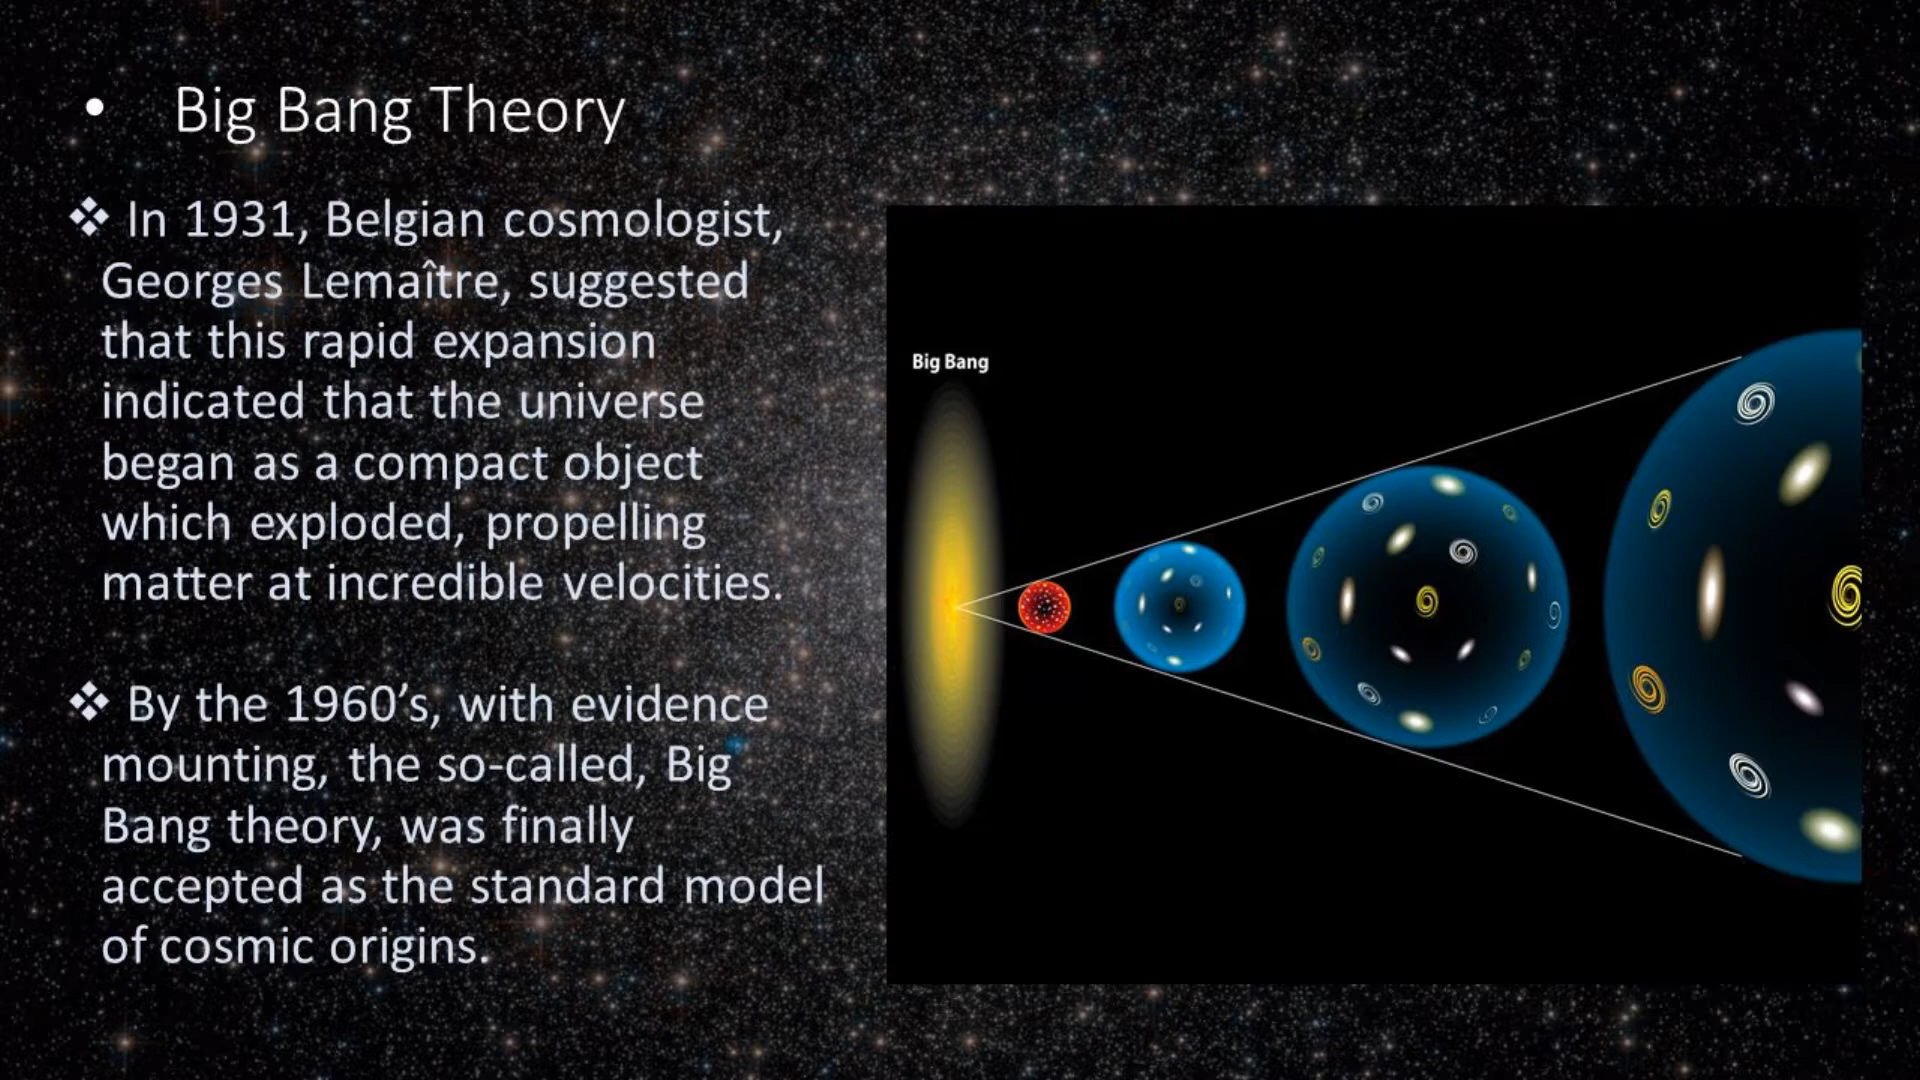 • Big Bang Theory
❖ In 1931, Belgian cosmologist,
Georges Lemaître, suggested
that this rapid expansion
indicated that the universe
began as a compact object
which exploded, propelling
matter at incredible velocities.
❖ By the 1960’s, with evidence
mounting, the so-called, Big
Bang theory, was finally
accepted as the standard model
of cosmic origins.
Big Bang